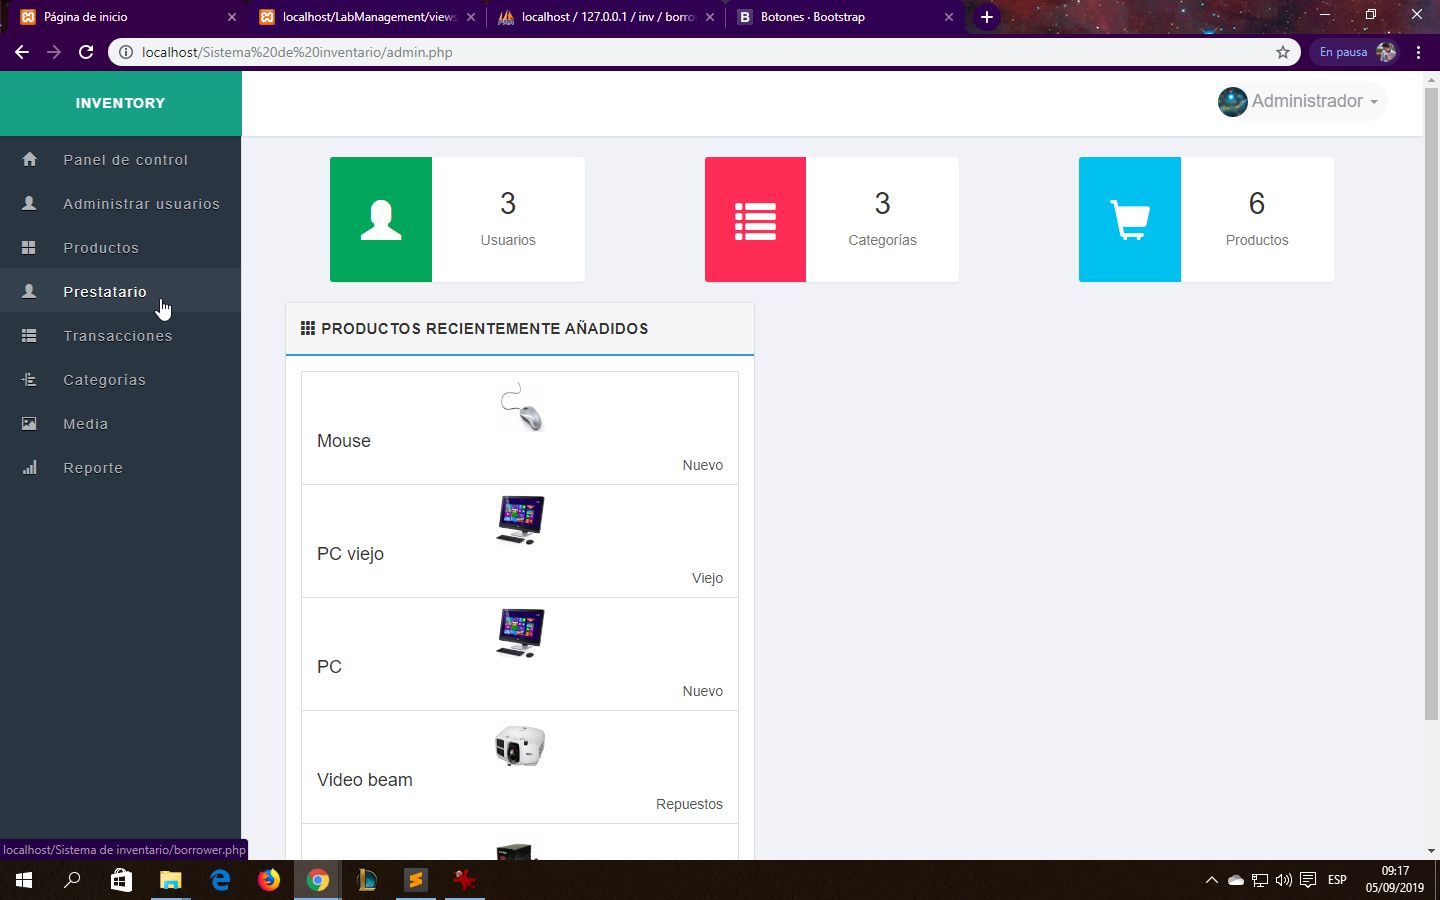 Página de inicio
localhost/LabManagement/views
localhost / 127.0.0.1 / inv / borro
B Botones · Bootstrap
localhost/Sistema%20de%20inventario/admin.php
En pausa
INVENTORY
Administrador
Panel de control
Administrar usuarios
Productos
Prestatario
Transacciones
Categorías
Media
Reporte
3
Usuarios
3
Categorías
6
Productos
PRODUCTOS RECIENTEMENTE AÑADIDOS
Mouse
Nuevo
PC viejo
Viejo
PC
Nuevo
Video beam
Repuestos
localhost/Sistema de inventario/borrower.php
ESP
09:17
05/09/2019